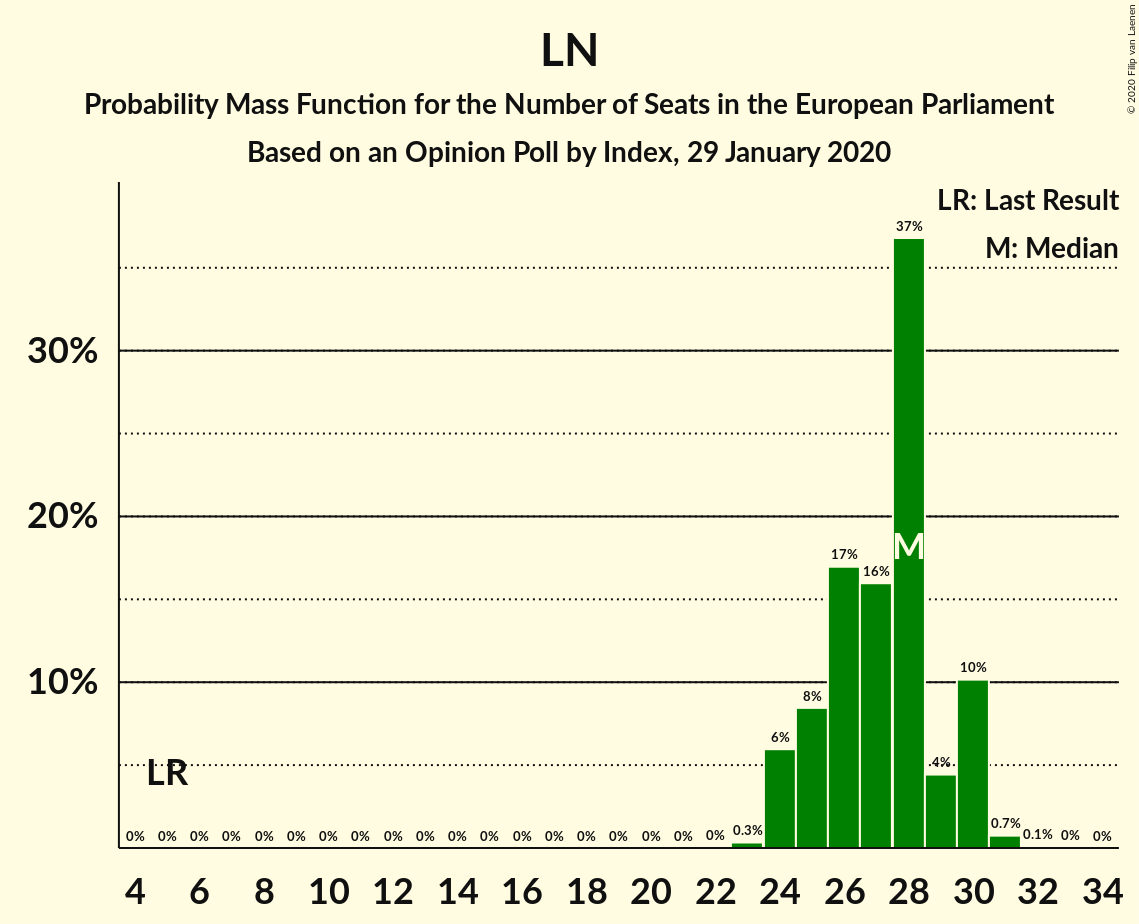 LN
Probability Mass Function for the Number of Seats in the European Parliament
Based on an Opinion Poll by Index, 29 January 2020
© 2020 Filip van Laenen
LR: Last Result
M: Median
37%
30%
20%
M
17%
16%
10%
10%
8%
6%
4%
LR
0% 0% 0% 0% 0% 0% 0% 0% 0% 0% 0% 0% 0% 0% 0% 0% 0% 0% 0% 0.3% 0.7% 0.1% 0% 0%
4 6 8 10 12 14 16 18 20 22 24 26 28 30 32 34